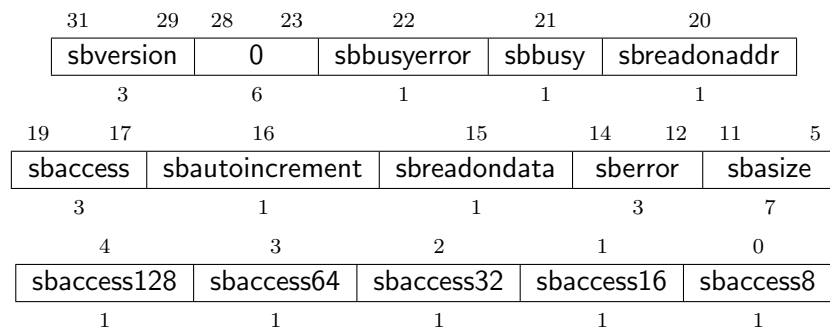 31 29 28 23 22 21 20
sbversion 0 sbbusyerror sbbusy sbreadonaddr
3 6 1 1 1
19 17 16 15 14 12 11 5
sbaccess sbautoincrement sbreadondata sberror sbasize
3 1 1 3 7
4 3 2 1 0
sbaccess128 sbaccess64 sbaccess32 sbaccess16 sbaccess8
1 1 1 1 1